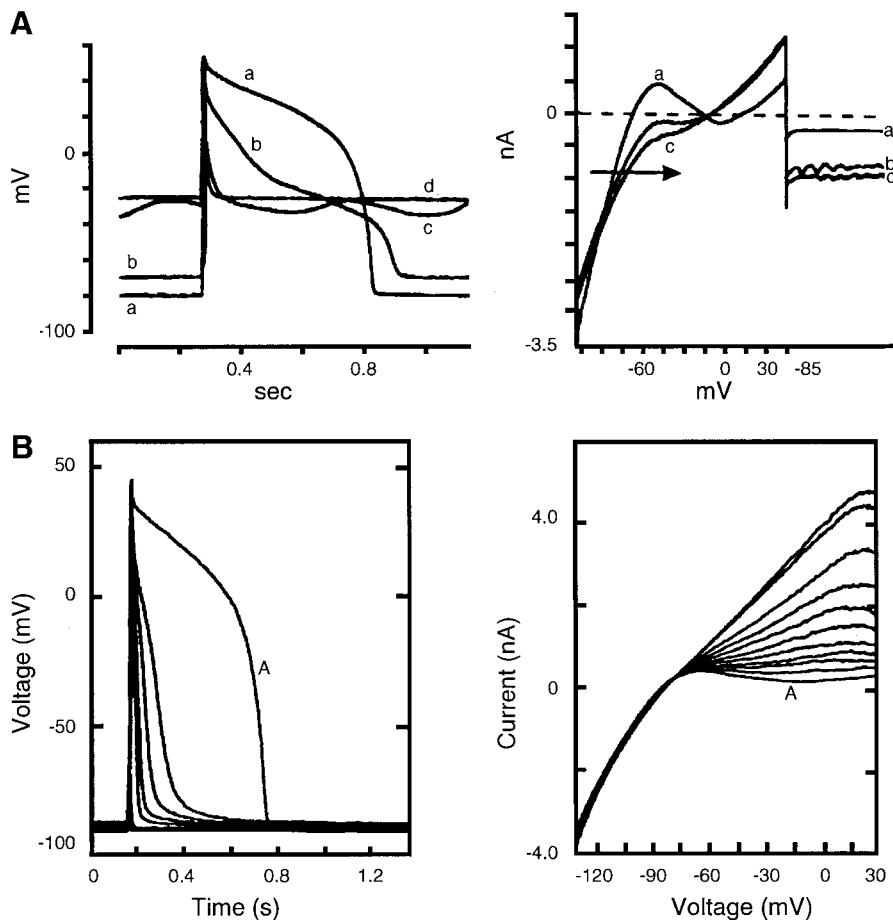 A
0
mV
-100
a
b
d
c
b
a
0.4
0.8
sec
0
nA
-3.5
a
c
a
b
c
-60
0
30
-85
mV
B
50
0
-50
-100
Voltage (mV)
A
0
0.4
0.8
1.2
Time (s)
4.0
0
-4.0
Current (nA)
A
-120
-90
-60
-30
0
30
Voltage (mV)